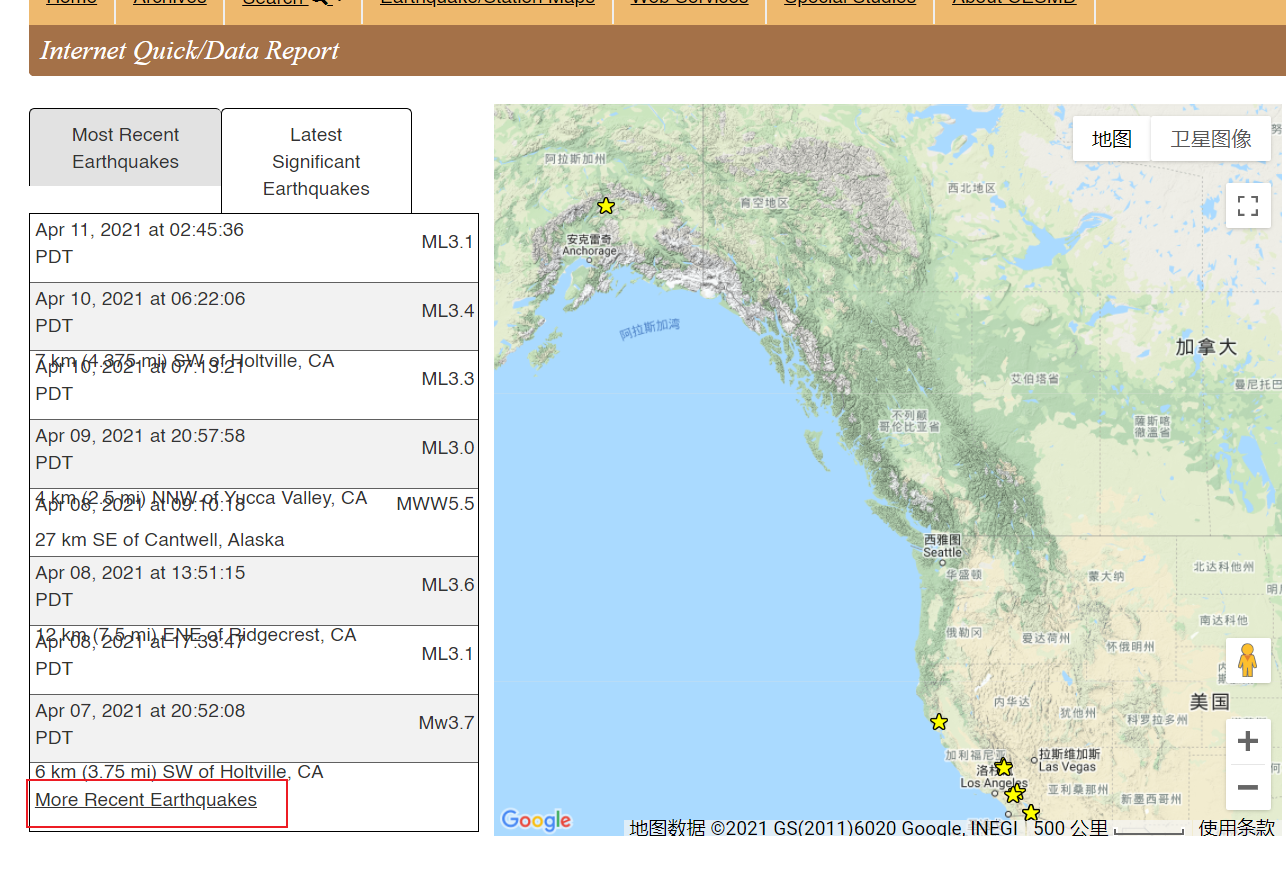 Home
Archives
Search
Earthquake/Station Maps
Web Services
Special Studies
About CESMD
Internet Quick/Data Report
Most Recent
Earthquakes
Latest
Significant
Earthquakes
Apr 11, 2021 at 02:45:36
PDT
ML3.1
Apr 10, 2021 at 06:22:06
PDT
ML3.4
7 km (4.375 mi) SW of Holtville, CA
Apr 10, 2021 at 07:13:21
PDT
ML3.3
Apr 09, 2021 at 20:57:58
PDT
ML3.0
4 km (2.5 mi) NNW of Yucca Valley, CA
Apr 08, 2021 at 09:10:18
MWW5.5
27 km SE of Cantwell, Alaska
Apr 08, 2021 at 13:51:15
PDT
ML3.6
12 km (7.5 mi) ENE of Ridgecrest, CA
Apr 08, 2021 at 17:33:47
PDT
ML3.1
Apr 07, 2021 at 20:52:08
PDT
Mw3.7
6 km (3.75 mi) SW of Holtville, CA
More Recent Earthquakes
地图
卫星图像
努
阿拉斯加州
西北地区
育空地区
安克雷奇
Anchorage
阿拉斯加湾
加拿大
艾伯塔省
曼尼托巴
不列颠
哥伦比亚省
萨斯喀
彻温省
西雅图
Seattle
华盛顿
蒙大纳
北达科他州
明
南达科他
俄勒冈
爱达荷州
怀俄明州
内
斯
美国
内华达
犹他州
科罗拉多州
加利福尼亚
拉斯维加斯
Las Vegas
何
洛
Los Angeles
亚利桑那州
新墨西哥州
Google
地图数据 ©2021 GS(2011)6020 Google, INEGI
500 公里
使用条款